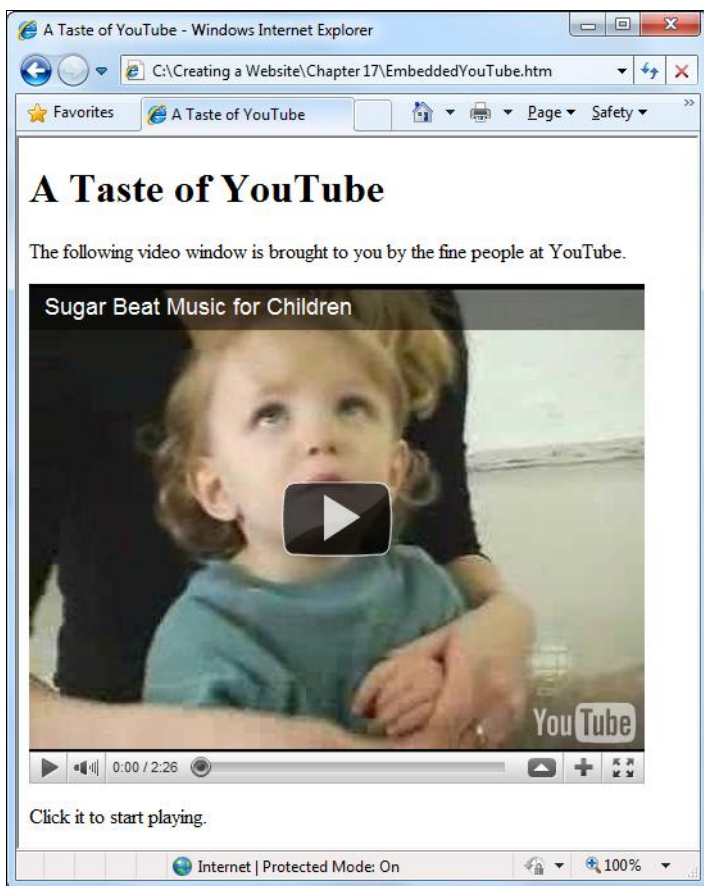 A Taste of YouTube - Windows Internet Explorer
C:\Creating a Website\Chapter 17\EmbeddedYouTube.htm
Favorites
A Taste of YouTube
Page
Safety
A Taste of YouTube
The following video window is brought to you by the fine people at YouTube.
Sugar Beat Music for Children
YouTube
0:00 / 2:26
Click it to start playing.
Internet | Protected Mode: On
100%